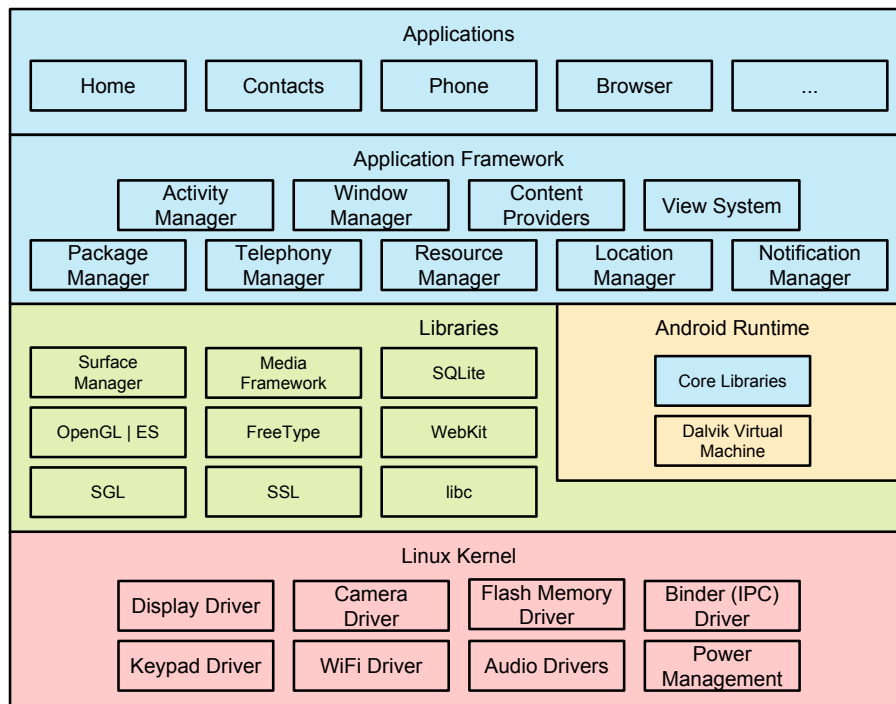 Applications
Home
Contacts
Phone
Browser
...
Application Framework
Activity
Manager
Window
Manager
Content
Providers
View System
Package
Manager
Telephony
Manager
Resource
Manager
Location
Manager
Notification
Manager
Libraries
Surface
Manager
Media
Framework
SQLite
OpenGL | ES
FreeType
WebKit
SGL
SSL
libc
Android Runtime
Core Libraries
Dalvik Virtual
Machine
Linux Kernel
Display Driver
Camera
Driver
Flash Memory
Driver
Binder (IPC)
Driver
Keypad Driver
WiFi Driver
Audio Drivers
Power
Management